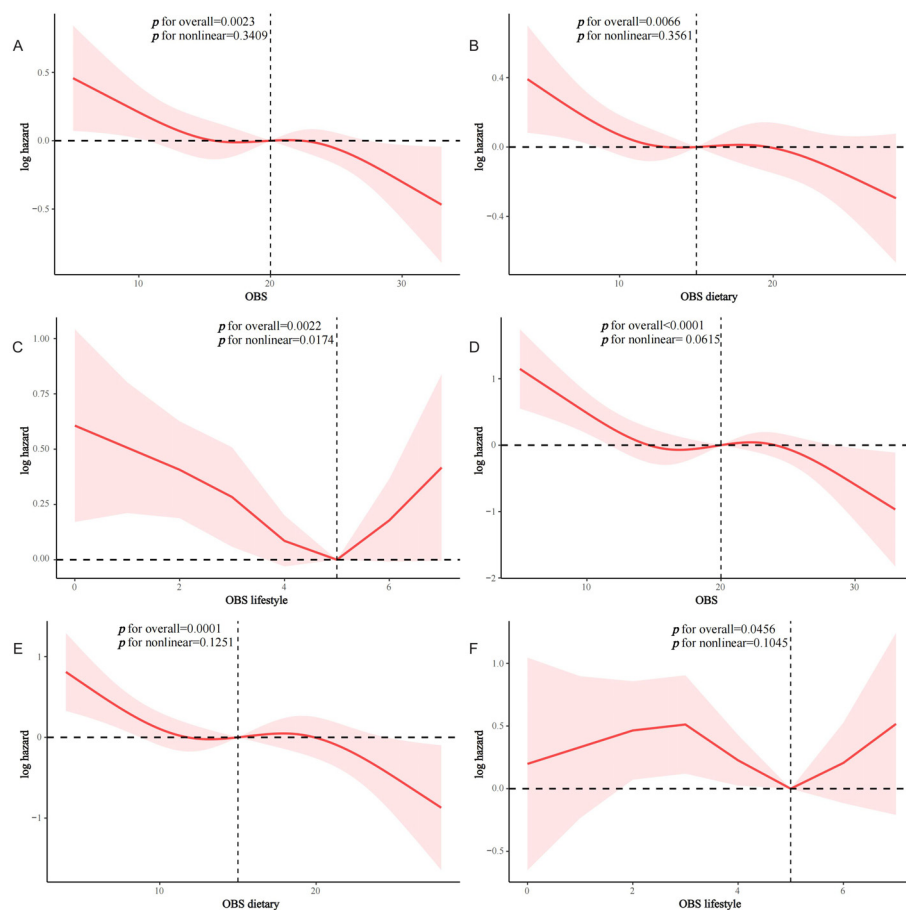 A
p for overall=0.0023
p for nonlinear=0.3409
log hazard
0.5
0.0
−0.5
10
20
30
OBS
B
p for overall=0.0066
p for nonlinear=0.3561
log hazard
0.4
0.0
−0.4
10
20
OBS dietary
C
p for overall=0.0022
p for nonlinear=0.0174
log hazard
1.00
0.75
0.50
0.25
0.00
0
2
4
6
OBS lifestyle
D
p for overall<0.0001
p for nonlinear= 0.0615
log hazard
1
0
−1
−2
10
20
30
OBS
E
p for overall=0.0001
p for nonlinear=0.1251
log hazard
1
0
−1
10
20
OBS dietary
F
p for overall=0.0456
p for nonlinear=0.1045
log hazard
1.0
0.5
0.0
−0.5
0
2
4
6
OBS lifestyle